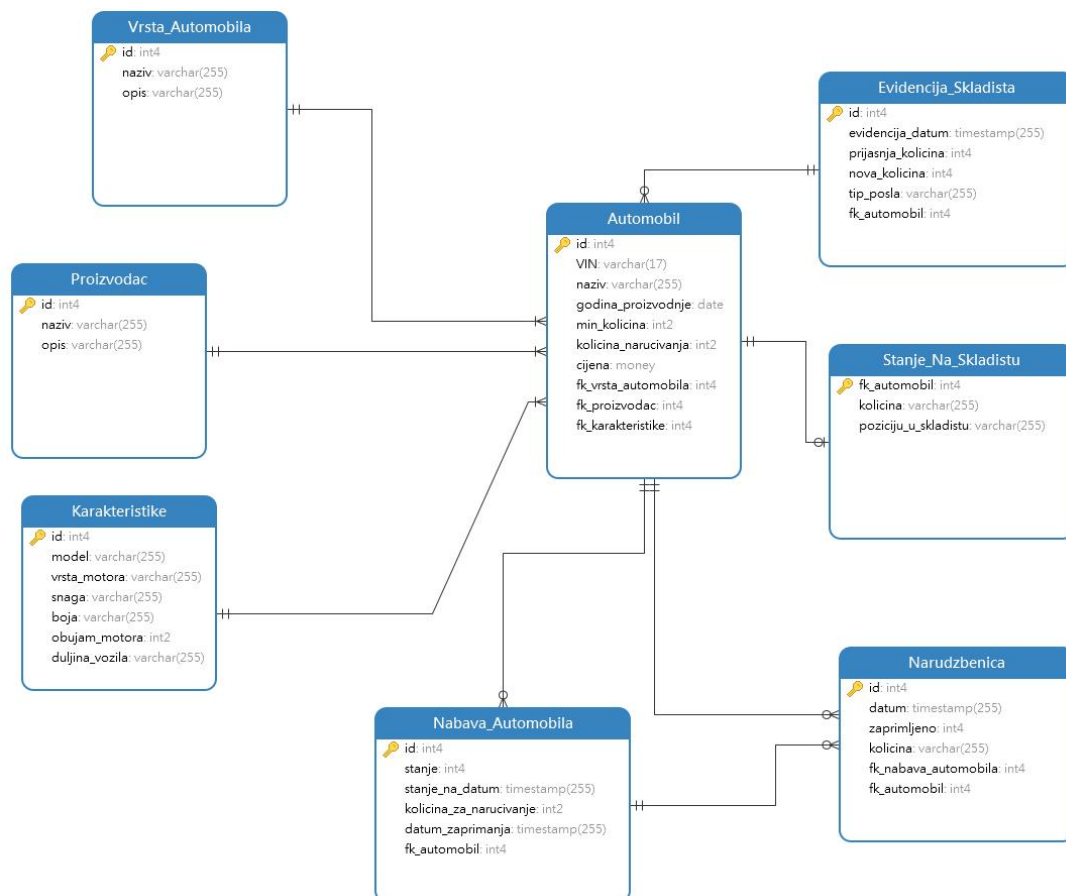 Vrsta_Automobila
id: int4
naziv: varchar(255)
opis: varchar(255)
Evidencija_Skladista
id: int4
evidencija_datum: timestamp(255)
prijasnja_kolicina: int4
nova_kolicina: int4
tip_posla: varchar(255)
fk_automobil: int4
Automobil
id: int4
VIN: varchar(17)
naziv: varchar(255)
godina_proizvodnje: date
min_kolicina: int2
kolicina_narucivanja: int2
cijena: money
fk_vrsta_automobila: int4
fk_proizvodac: int4
fk_karakteristike: int4
Proizvodac
id: int4
naziv: varchar(255)
opis: varchar(255)
Stanje_Na_Skladistu
fk_automobil: int4
kolicina: varchar(255)
poziciju_u_skladistu: varchar(255)
Karakteristike
id: int4
model: varchar(255)
vrsta_motora: varchar(255)
snaga: varchar(255)
boja: varchar(255)
obujam_motora: int2
duljina_vozila: varchar(255)
Narudzbenica
id: int4
datum: timestamp(255)
zaprimljeno: int4
kolicina: varchar(255)
fk_nabava_automobila: int4
fk_automobil: int4
Nabava_Automobila
id: int4
stanje: int4
stanje_na_datum: timestamp(255)
kolicina_za_narucivanje: int2
datum_zaprimanja: timestamp(255)
fk_automobil: int4